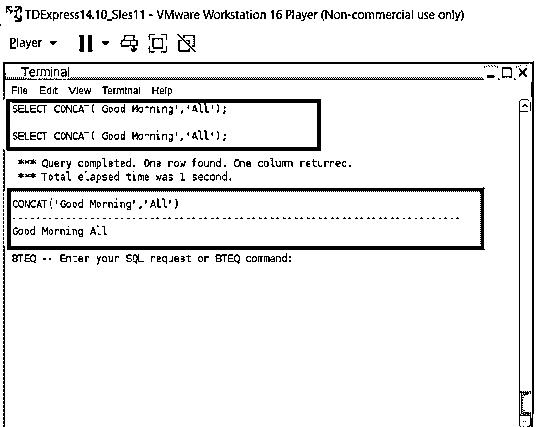 TDExpress14.10_Sles11 - VMware Workstation 16 Player (Non-commercial use only)
Player
Terminal
File Edit View Terminal Help
SELECT CONCAT( Good Morning','All');
SELECT CONCAT( Good Morning','All');
*** Query completed. One row found. One column returned.
*** Total elapsed time was 1 second.
CONCAT('Good Morning','All')
Good Morning All
BTEQ -- Enter your SQL request or BTEQ command: